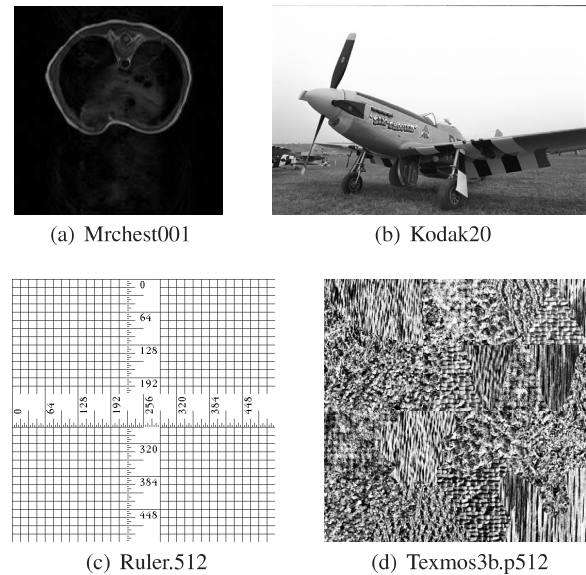 (a) Mrchest001
(b) Kodak20
0
64
128
192
0 64 128 192 256 320 384 448
320
384
448
(c) Ruler.512
(d) Texmos3b.p512